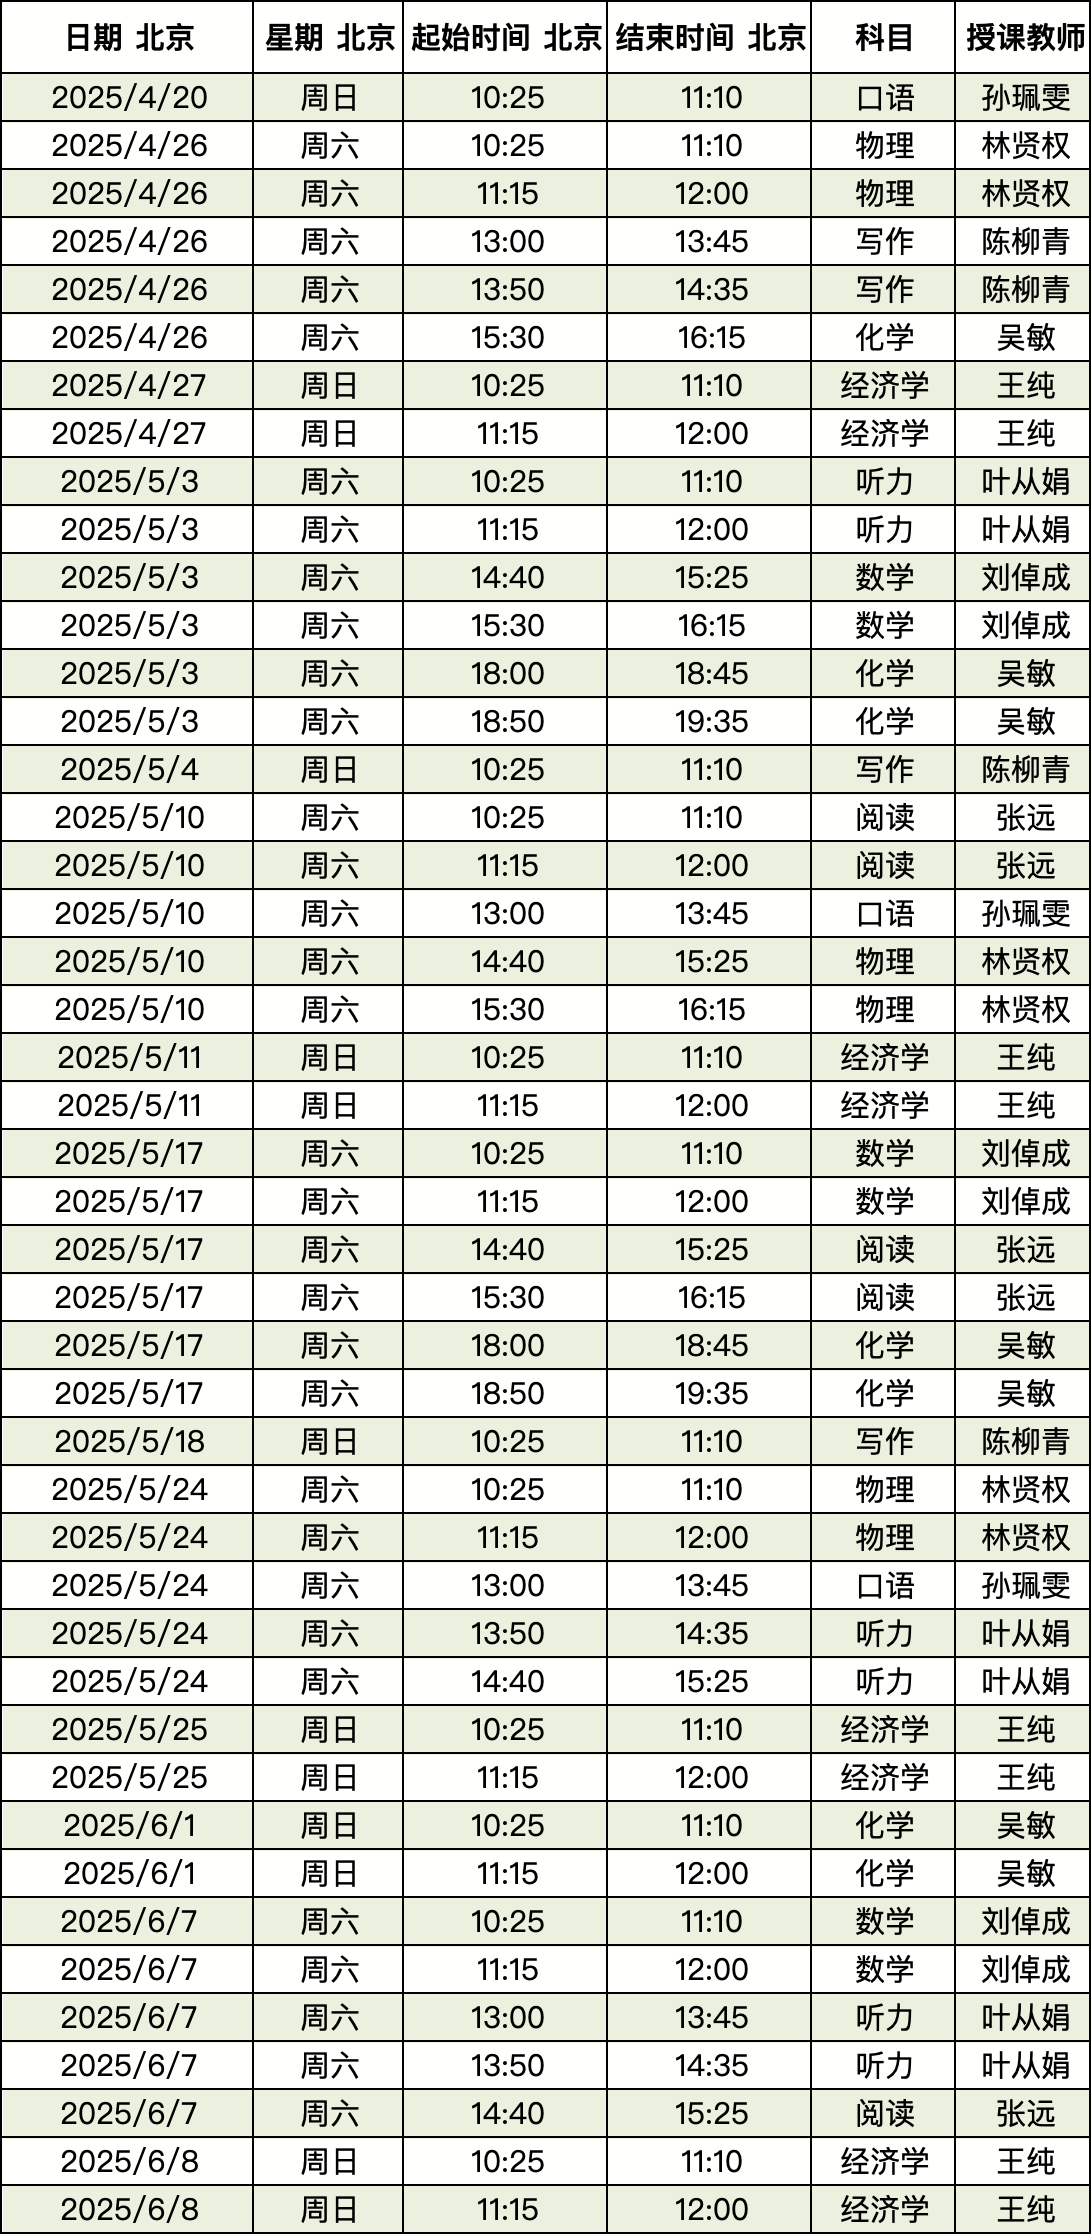 日期 北京 星期 北京 起始时间 北京 结束时间 北京 科目 授课教师
2025/4/20 周日 10:25 11:10 口语 孙珮雯
2025/4/26 周六 10:25 11:10 物理 林贤权
2025/4/26 周六 11:15 12:00 物理 林贤权
2025/4/26 周六 13:00 13:45 写作 陈柳青
2025/4/26 周六 13:50 14:35 写作 陈柳青
2025/4/26 周六 15:30 16:15 化学 吴敏
2025/4/27 周日 10:25 11:10 经济学 王纯
2025/4/27 周日 11:15 12:00 经济学 王纯
2025/5/3 周六 10:25 11:10 听力 叶从娟
2025/5/3 周六 11:15 12:00 听力 叶从娟
2025/5/3 周六 14:40 15:25 数学 刘倬成
2025/5/3 周六 15:30 16:15 数学 刘倬成
2025/5/3 周六 18:00 18:45 化学 吴敏
2025/5/3 周六 18:50 19:35 化学 吴敏
2025/5/4 周日 10:25 11:10 写作 陈柳青
2025/5/10 周六 10:25 11:10 阅读 张远
2025/5/10 周六 11:15 12:00 阅读 张远
2025/5/10 周六 13:00 13:45 口语 孙珮雯
2025/5/10 周六 14:40 15:25 物理 林贤权
2025/5/10 周六 15:30 16:15 物理 林贤权
2025/5/11 周日 10:25 11:10 经济学 王纯
2025/5/11 周日 11:15 12:00 经济学 王纯
2025/5/17 周六 10:25 11:10 数学 刘倬成
2025/5/17 周六 11:15 12:00 数学 刘倬成
2025/5/17 周六 14:40 15:25 阅读 张远
2025/5/17 周六 15:30 16:15 阅读 张远
2025/5/17 周六 18:00 18:45 化学 吴敏
2025/5/17 周六 18:50 19:35 化学 吴敏
2025/5/18 周日 10:25 11:10 写作 陈柳青
2025/5/24 周六 10:25 11:10 物理 林贤权
2025/5/24 周六 11:15 12:00 物理 林贤权
2025/5/24 周六 13:00 13:45 口语 孙珮雯
2025/5/24 周六 13:50 14:35 听力 叶从娟
2025/5/24 周六 14:40 15:25 听力 叶从娟
2025/5/25 周日 10:25 11:10 经济学 王纯
2025/5/25 周日 11:15 12:00 经济学 王纯
2025/6/1 周日 10:25 11:10 化学 吴敏
2025/6/1 周日 11:15 12:00 化学 吴敏
2025/6/7 周六 10:25 11:10 数学 刘倬成
2025/6/7 周六 11:15 12:00 数学 刘倬成
2025/6/7 周六 13:00 13:45 听力 叶从娟
2025/6/7 周六 13:50 14:35 听力 叶从娟
2025/6/7 周六 14:40 15:25 阅读 张远
2025/6/8 周日 10:25 11:10 经济学 王纯
2025/6/8 周日 11:15 12:00 经济学 王纯